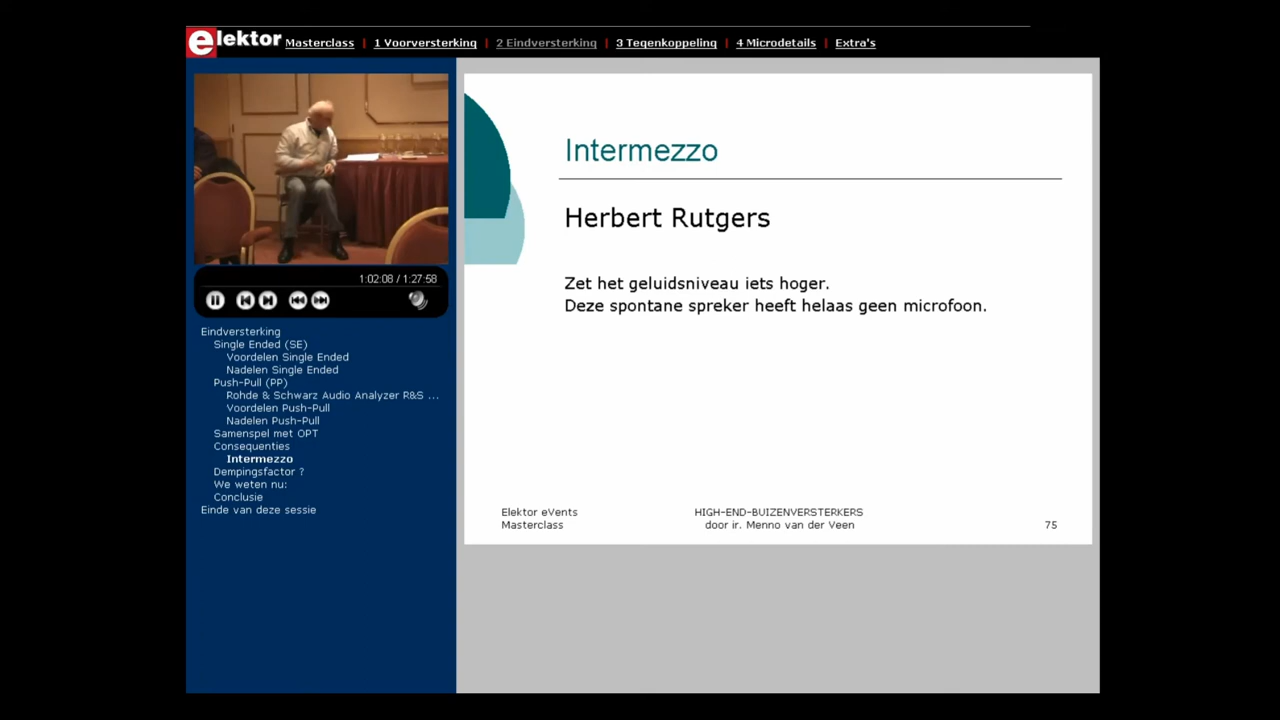 elektor Masterclass | 1 Voorversterking | 2 Eindversterking | 3 Tegenkoppeling | 4 Microdetails | Extra's
1:02:08 / 1:27:58
Eindversterking
Single Ended (SE)
Voordelen Single Ended
Nadelen Single Ended
Push-Pull (PP)
Rohde & Schwarz Audio Analyzer R&S ...
Voordelen Push-Pull
Nadelen Push-Pull
Samenspel met OPT
Consequenties
Intermezzo
Dempingsfactor ?
We weten nu:
Conclusie
Einde van deze sessie
Intermezzo
Herbert Rutgers
Zet het geluidsniveau iets hoger.
Deze spontane spreker heeft helaas geen microfoon.
Elektor eVents
Masterclass
HIGH-END-BUIZENVERSTERKERS
door ir. Menno van der Veen
75